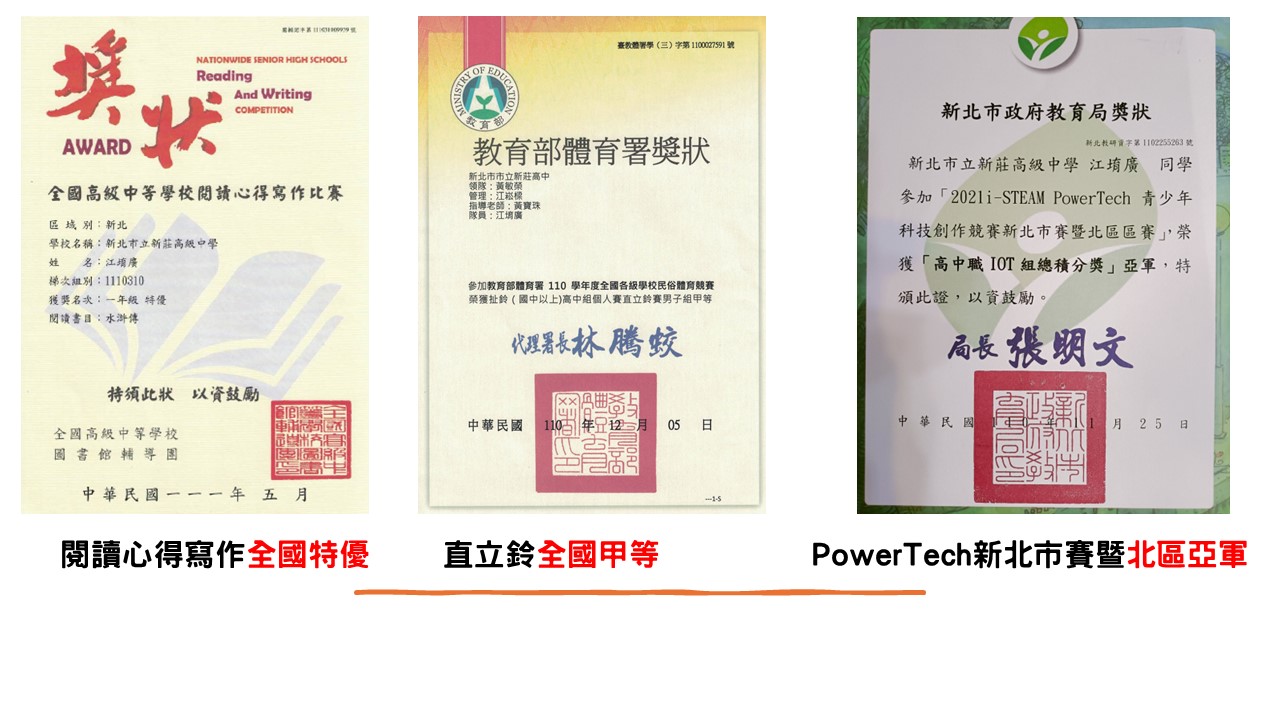 獎狀
AWARD
NATIONWIDE SENIOR HIGH SCHOOLS
Reading
And Writing
COMPETITION
全國高級中等學校閱讀心得寫作比賽
區域別：新北
學校名稱：新北市立新莊高級中學
姓　　名：江堉廣
梯次組別：1110310
獲獎名次：一年級 特優
閱讀書目：水滸傳
特頒此狀　以資鼓勵
全國高級中等學校
圖書館輔導團
中華民國一一一年 五 月
閱讀心得寫作全國特優
臺教體署學（三）字第 1100027591 號
MINISTRY OF EDUCATION
教育部
教育部體育署獎狀
新北市市立新莊高中
領隊：黃敏榮
管理：江崧樑
指導老師：黃寶珠
隊員：江堉廣
參加教育部體育署 110 學年度全國各級學校民俗體育競賽
榮獲扯鈴（國中以上)高中組個人賽直立鈴賽男子組甲等
代理署長林騰蛟
中華民國 110 年 12 月 05 日
---1-5
直立鈴全國甲等
新北市政府教育局獎狀
新北教研資字第 1102255263 號
新北市立新莊高級中學 江堉廣 同學
參加「2021i-STEAM PowerTech 青少年
科技創作競賽新北市賽暨北區區賽」，榮
獲「高中職 IOT 組總積分獎」亞軍，特
頒此證，以資鼓勵。
局長 張明文
中華民國 110 年 11 月 25 日
PowerTech新北市賽暨北區亞軍